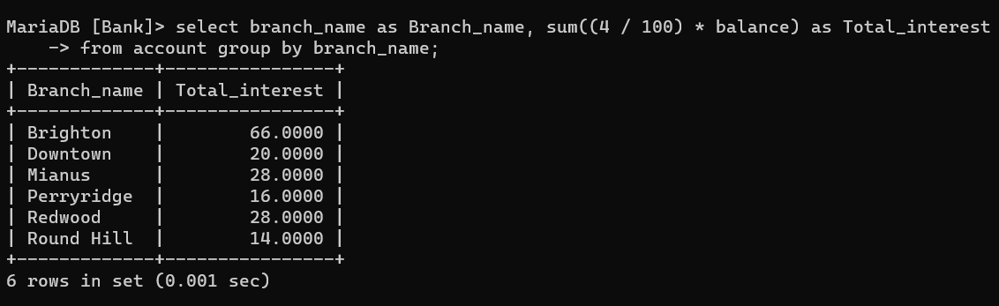 MariaDB [Bank]> select branch_name as Branch_name, sum((4 / 100) * balance) as Total_interest
    -> from account group by branch_name;
+-------------+----------------+
| Branch_name | Total_interest |
+-------------+----------------+
| Brighton    |        66.0000 |
| Downtown    |        20.0000 |
| Mianus      |        28.0000 |
| Perryridge  |        16.0000 |
| Redwood     |        28.0000 |
| Round Hill  |        14.0000 |
+-------------+----------------+
6 rows in set (0.001 sec)